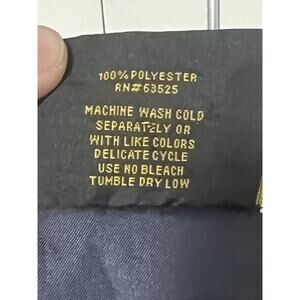 100% POLYESTER
RN#63525
MACHINE WASH COLD
SEPARATELY OR
WITH LIKE COLORS
DELICATE CYCLE
USE NO BLEACH
TUMBLE DRY LOW